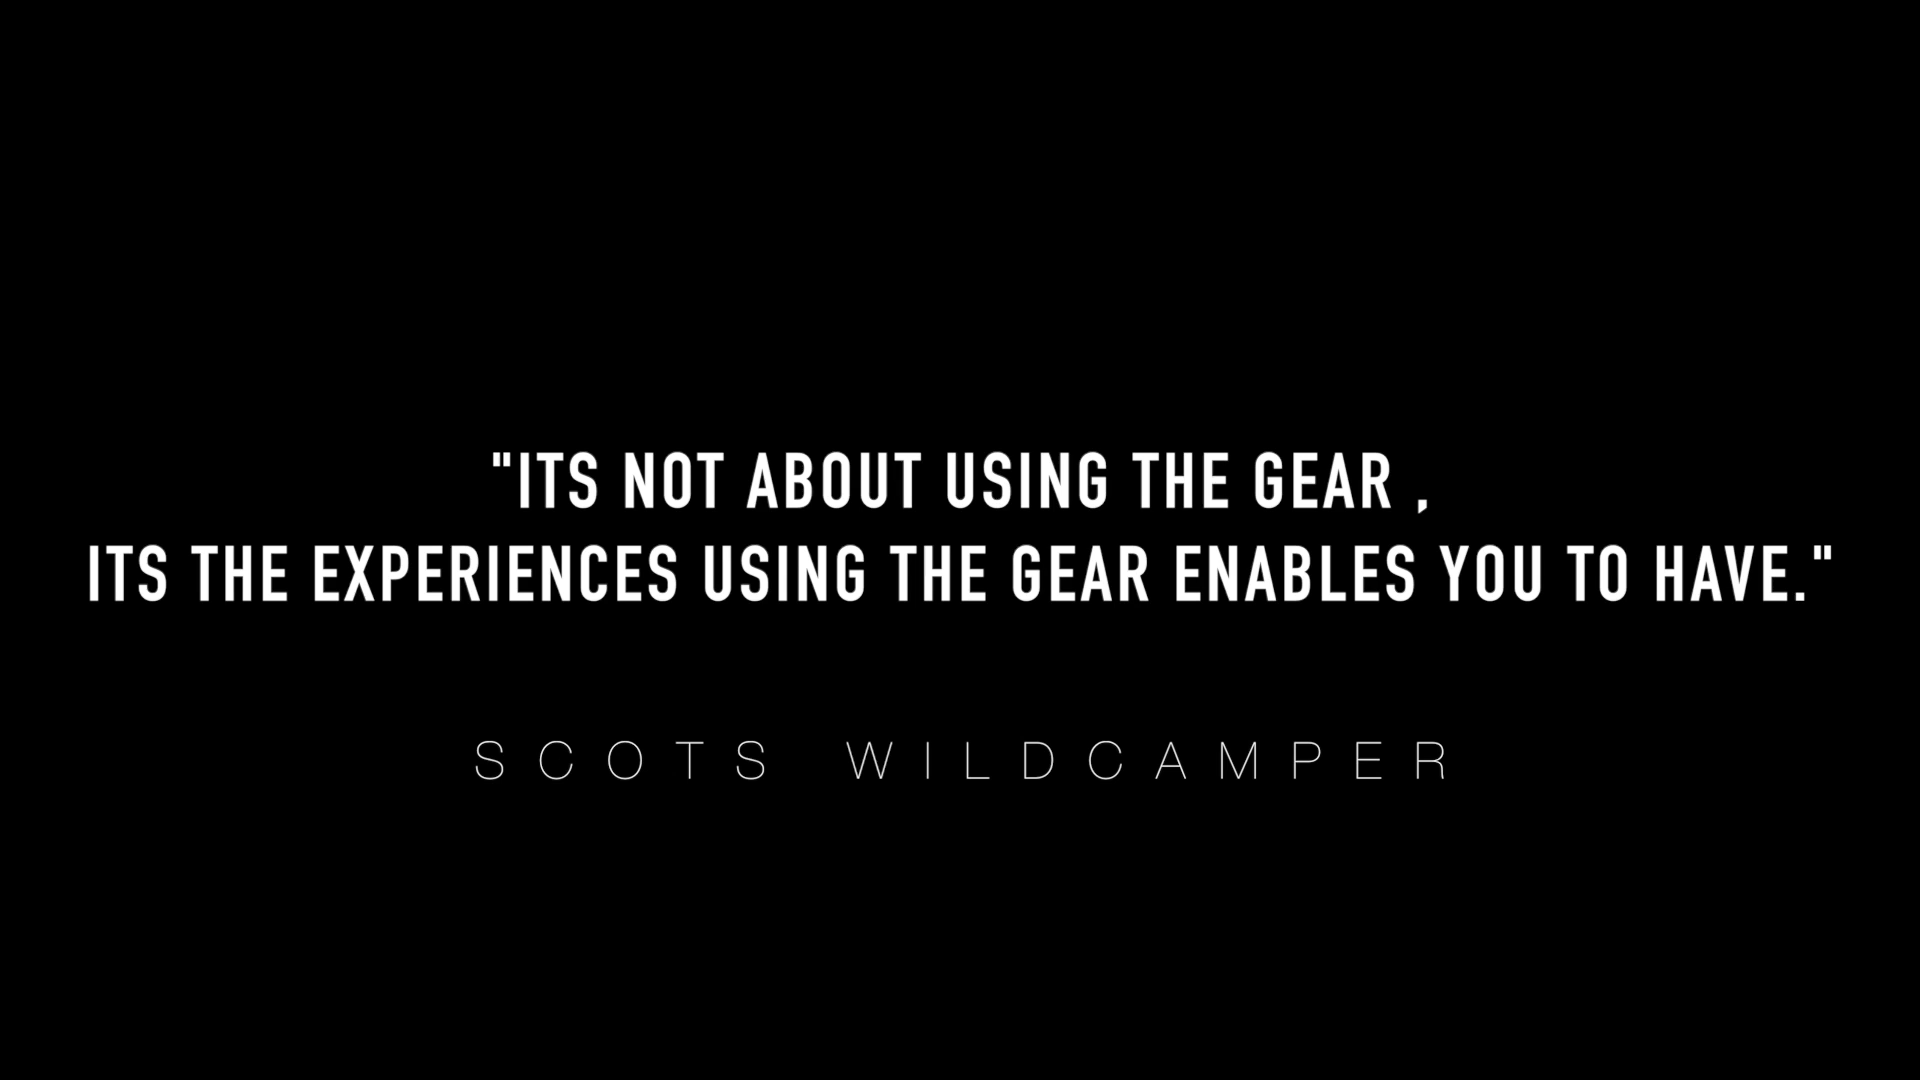 "ITS NOT ABOUT USING THE GEAR ,
ITS THE EXPERIENCES USING THE GEAR ENABLES YOU TO HAVE."
SCOTS WILDCAMPER